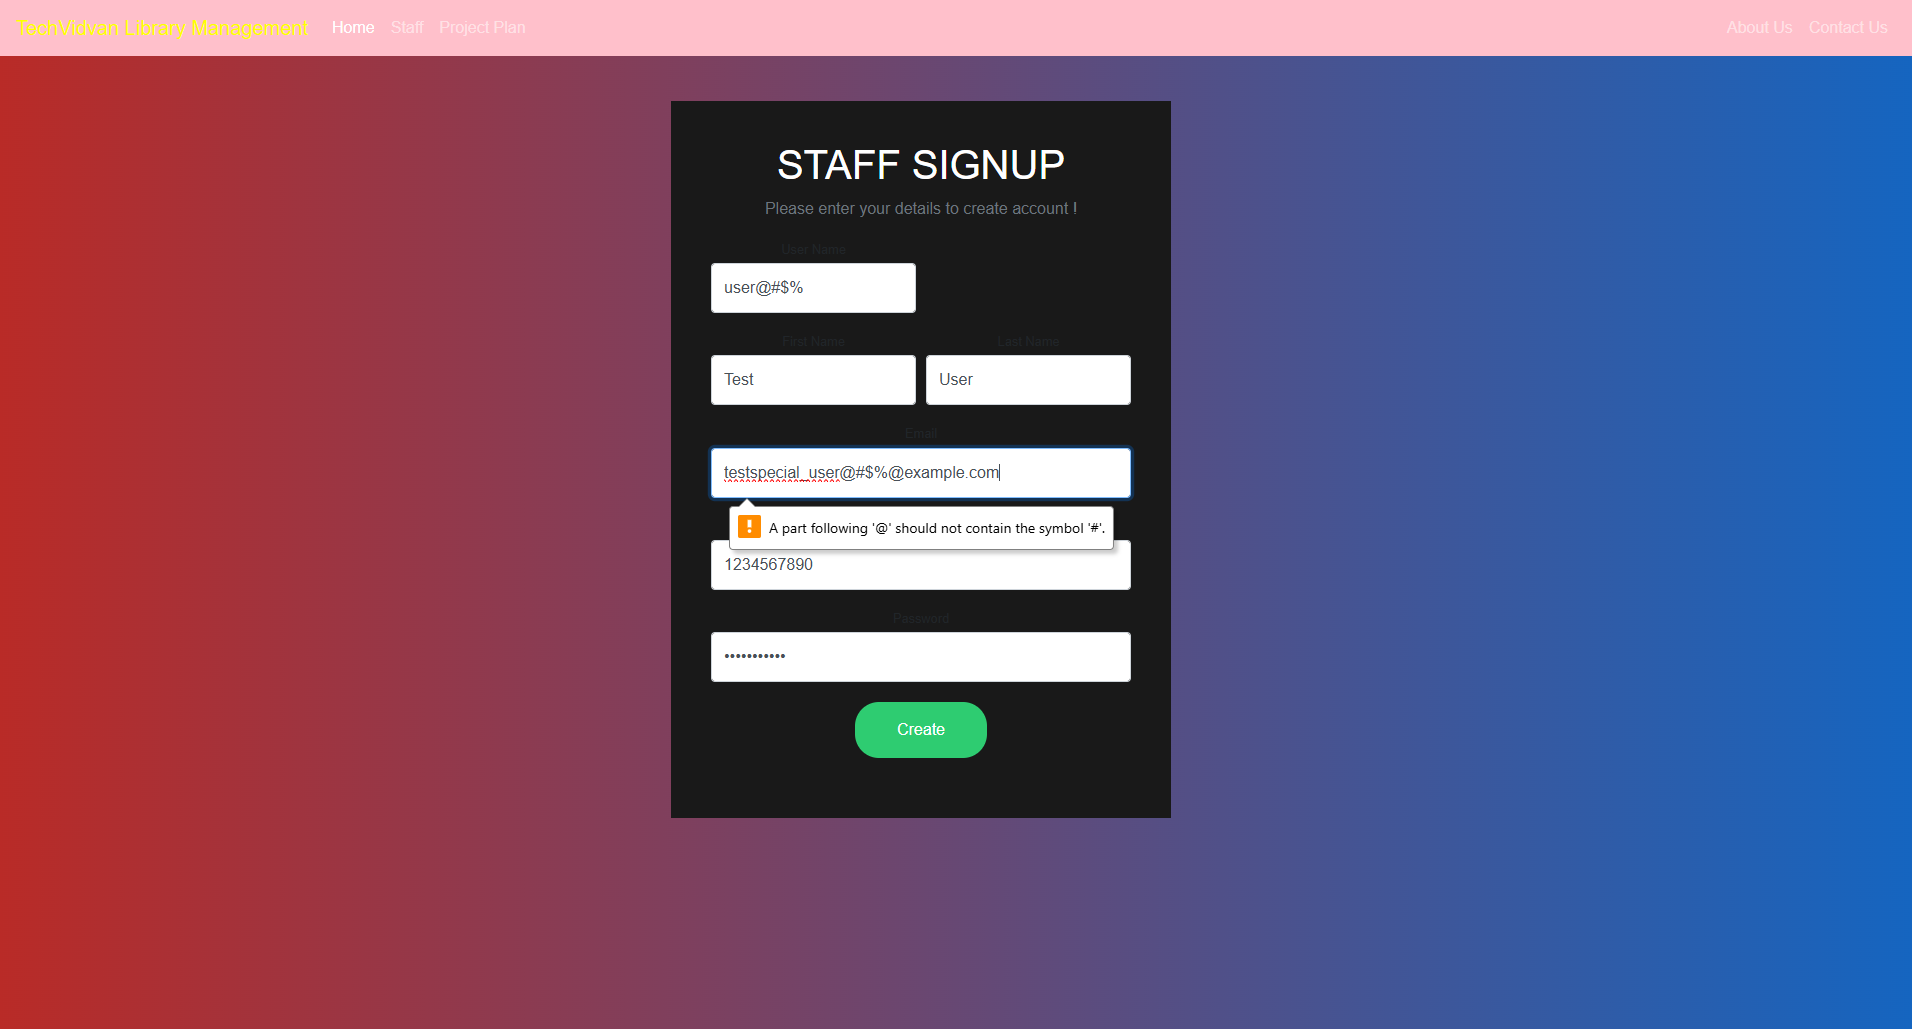 TechVidvan Library Management Home Staff Project Plan About Us Contact Us
STAFF SIGNUP
Please enter your details to create account !
User Name
user@#$%
First Name Last Name
Test User
Email
testspecial_user@#$%@example.com
A part following '@' should not contain the symbol '#'.
1234567890
Password
•••••••••••
Create